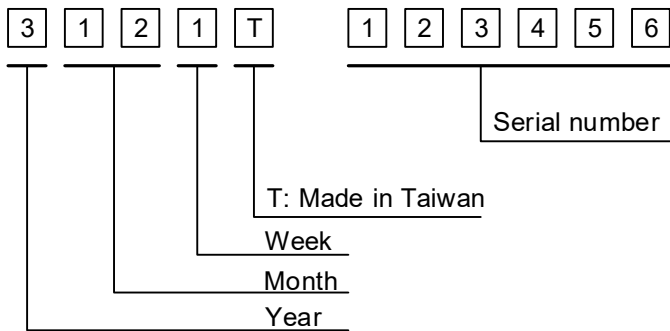 3 1 2 1 T 1 2 3 4 5 6
Serial number
T: Made in Taiwan
Week
Month
Year